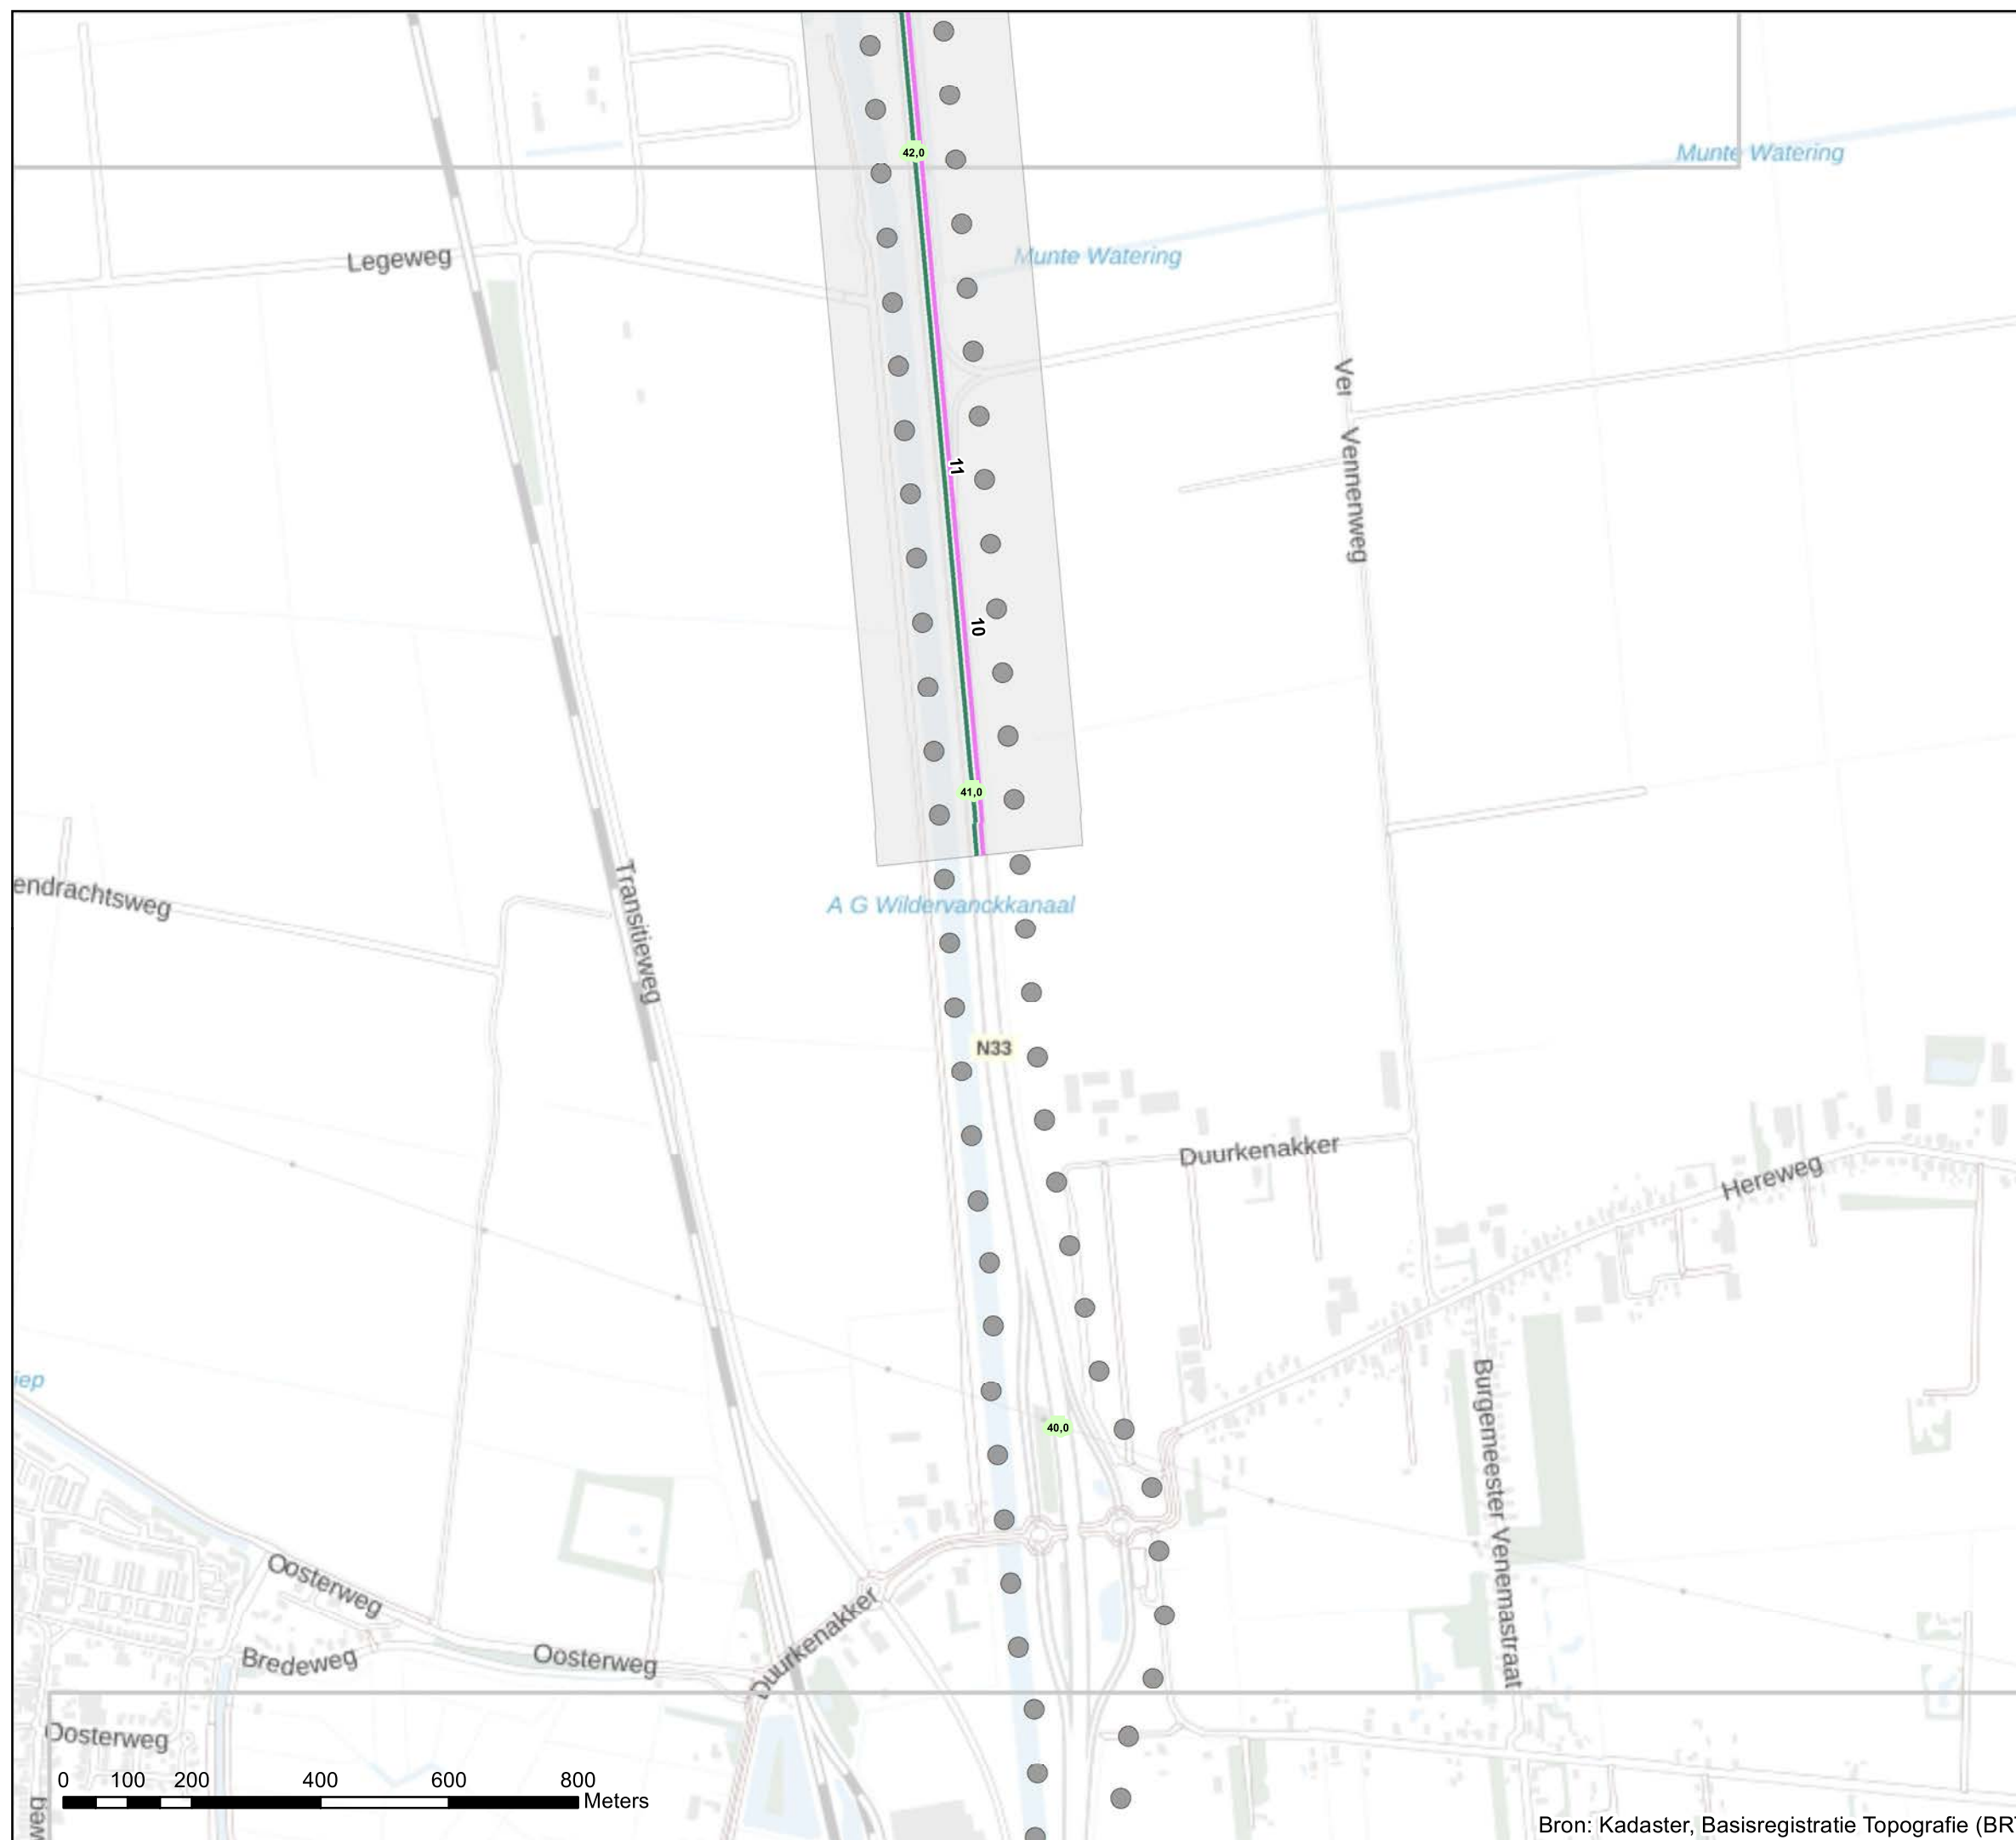 42,0
Munte Watering
Legeweg
Munte Watering
Ver Vennenweg
11
10
41,0
endrachtsweg
Transitieweg
A G Wildervanckkanaal
N33
Duurkenakker
Hereweg
iep
Burgemeester Venemastraat
40,0
Oosterweg
Bredeweg
Oosterweg
Duurkenakker
Oosterweg
0 100 200 400 600 800
Meters
Bron: Kadaster, Basisregistratie Topografie (BR